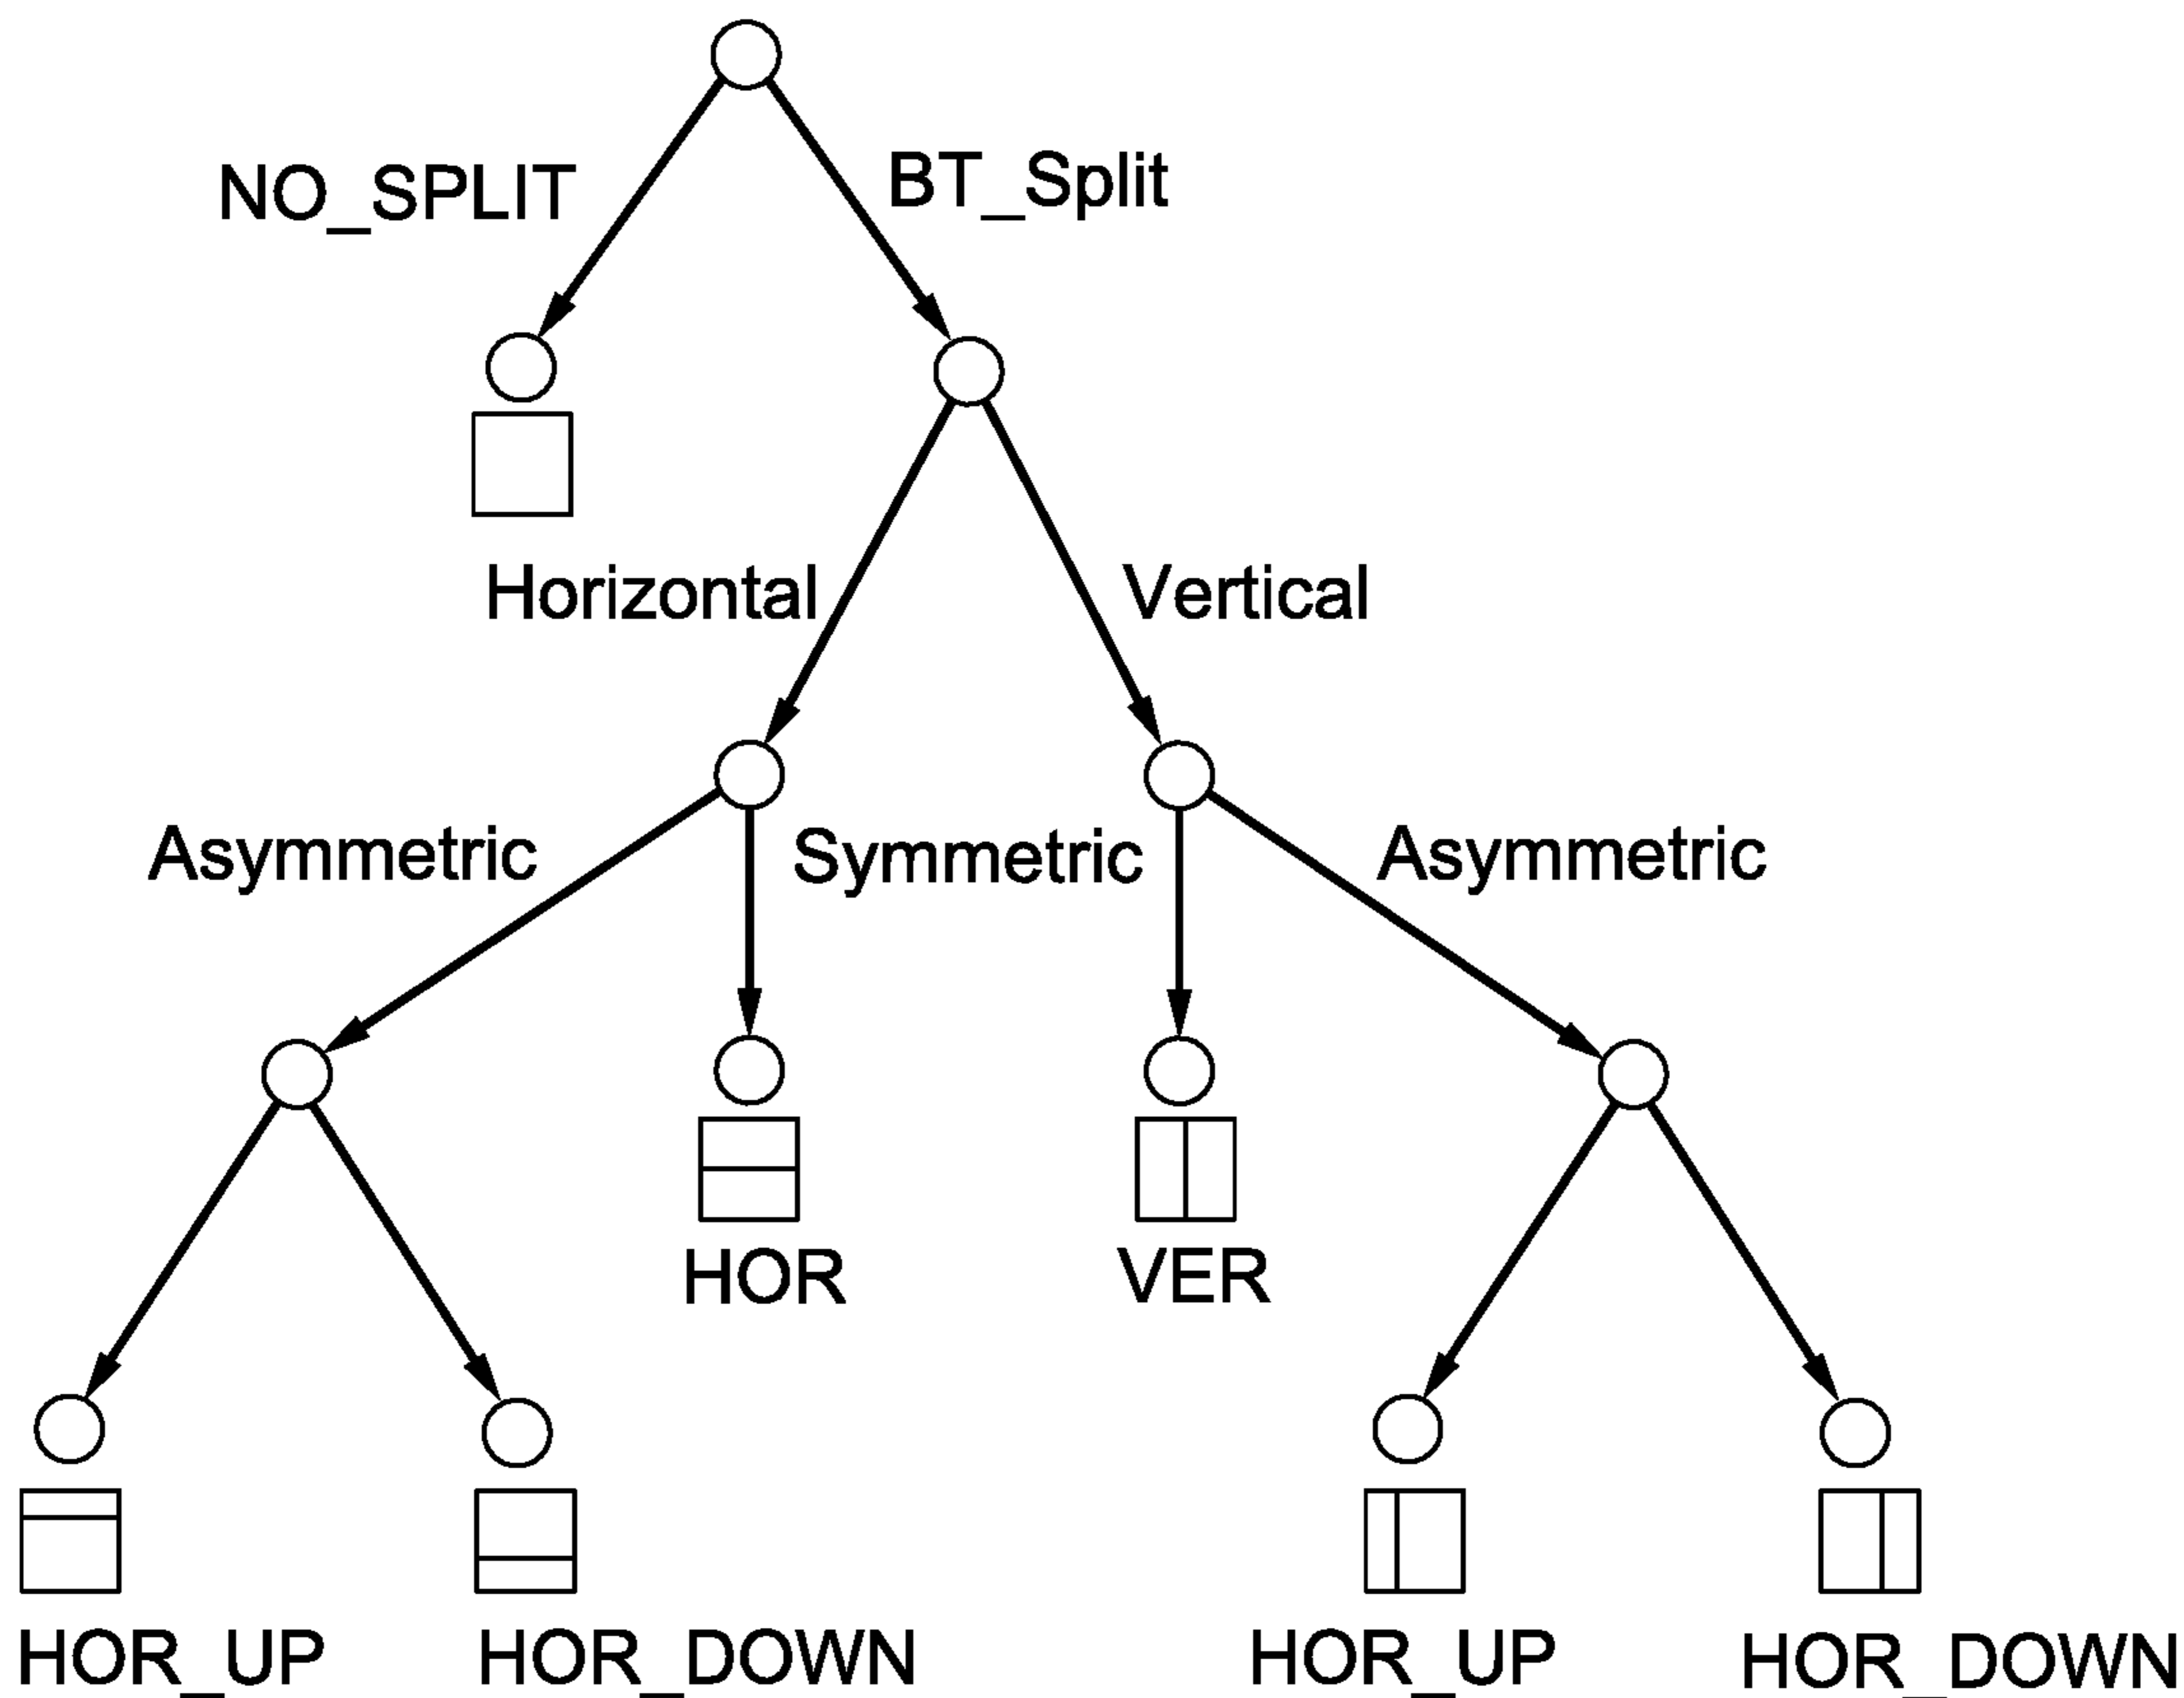 NO_SPLIT
BT_Split
Horizontal
Vertical
Asymmetric
Symmetric
Asymmetric
HOR
VER
HOR_UP
HOR_DOWN
HOR_UP
HOR_DOWN